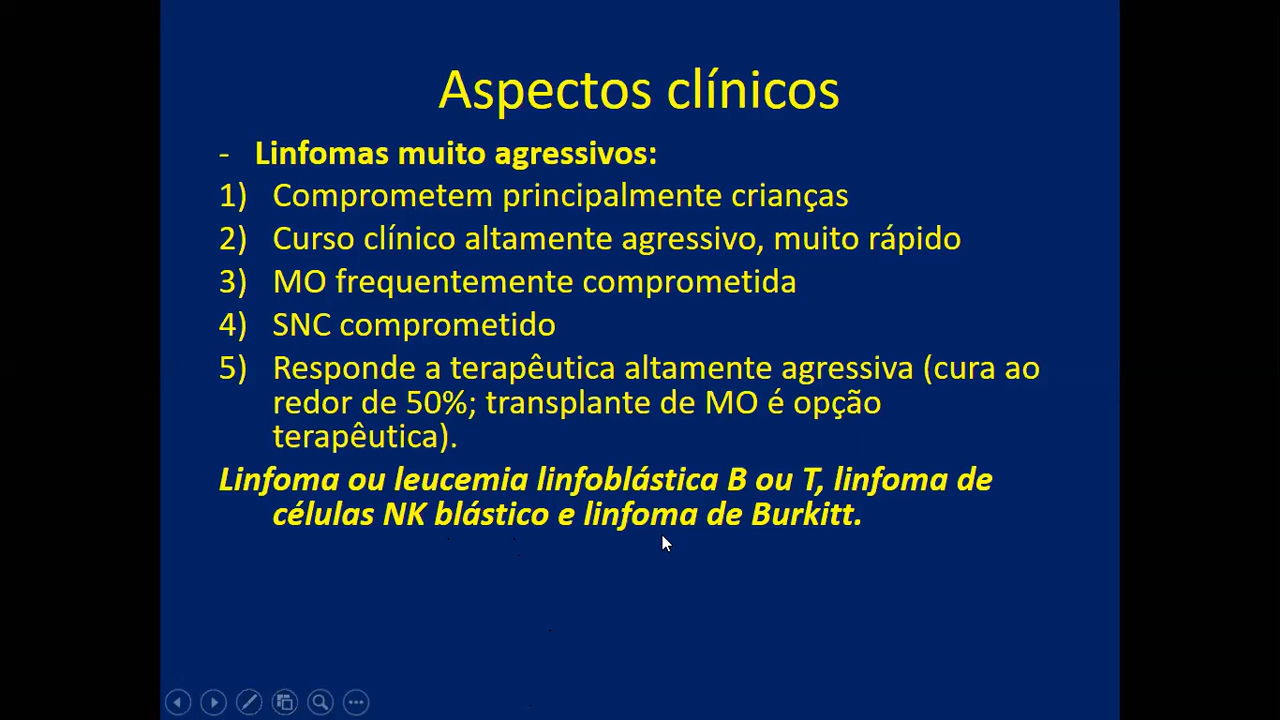 Aspectos clínicos
- Linfomas muito agressivos:
1) Comprometem principalmente crianças
2) Curso clínico altamente agressivo, muito rápido
3) MO frequentemente comprometida
4) SNC comprometido
5) Responde a terapêutica altamente agressiva (cura ao
redor de 50%; transplante de MO é opção
terapêutica).
Linfoma ou leucemia linfoblástica B ou T, linfoma de
células NK blástico e linfoma de Burkitt.